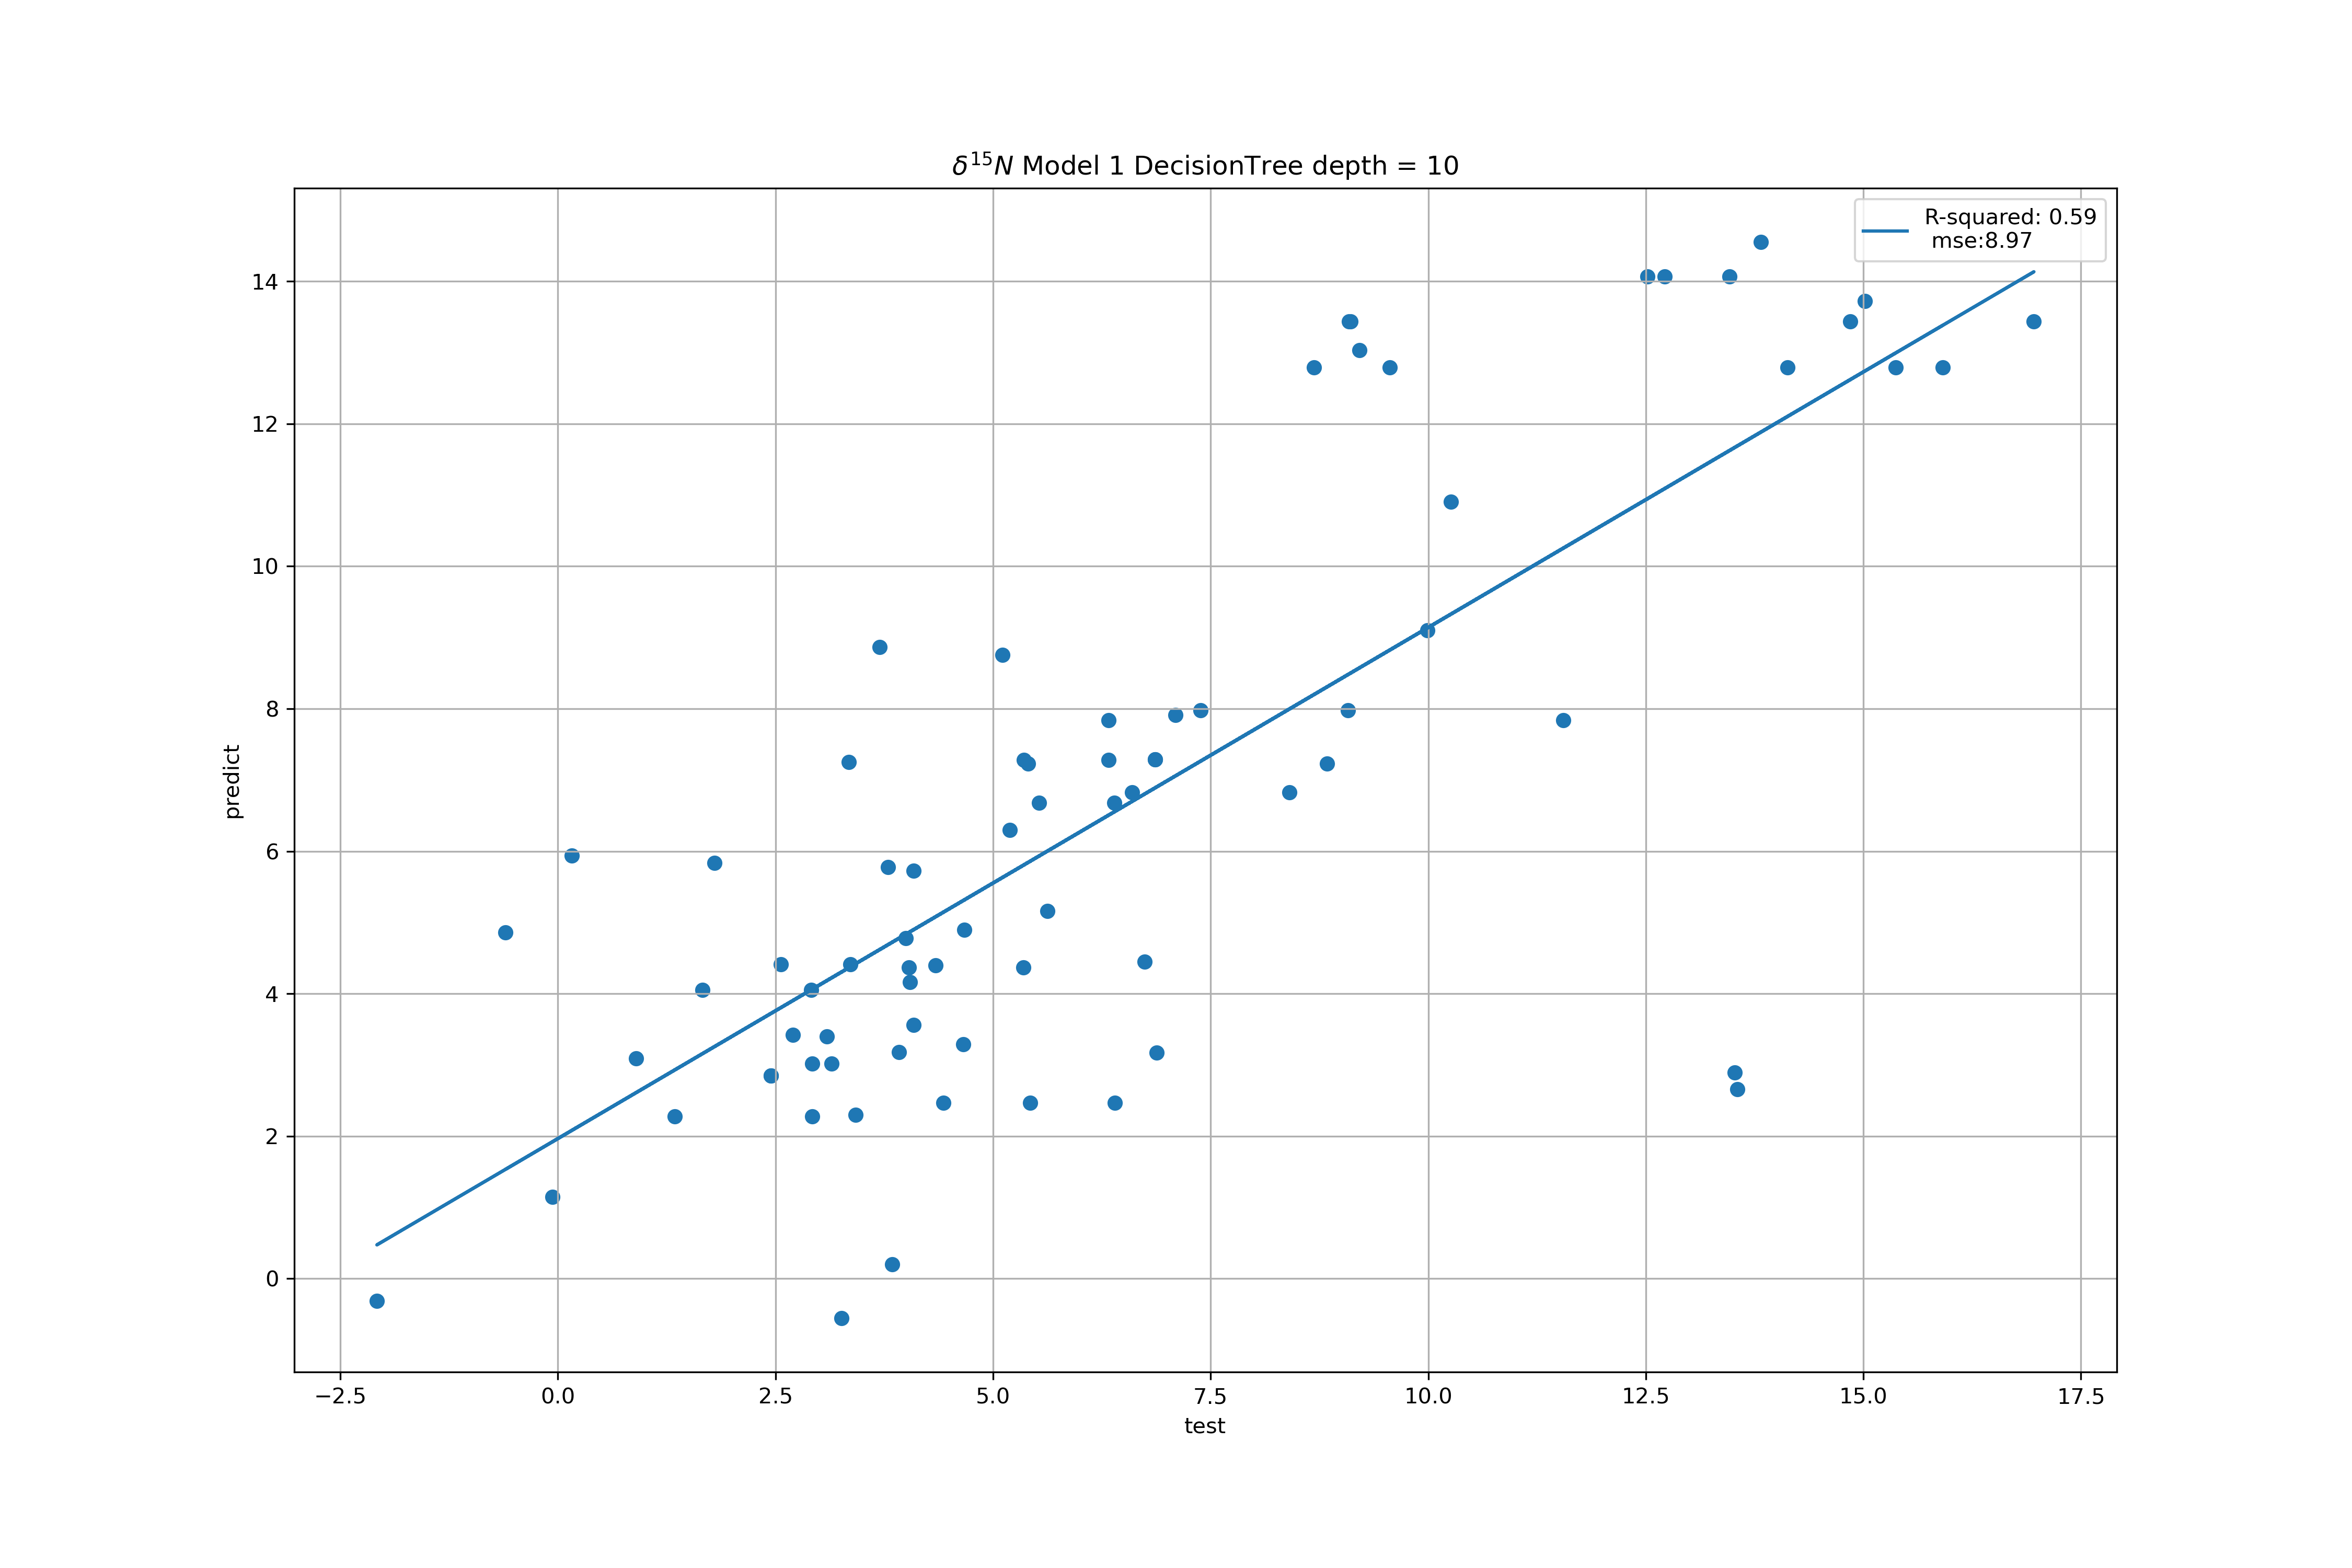 δ¹⁵N Model 1 DecisionTree depth = 10
R-squared: 0.59
mse:8.97
14
12
10
8
6
4
2
0
predict
−2.5 0.0 2.5 5.0 7.5 10.0 12.5 15.0 17.5
test